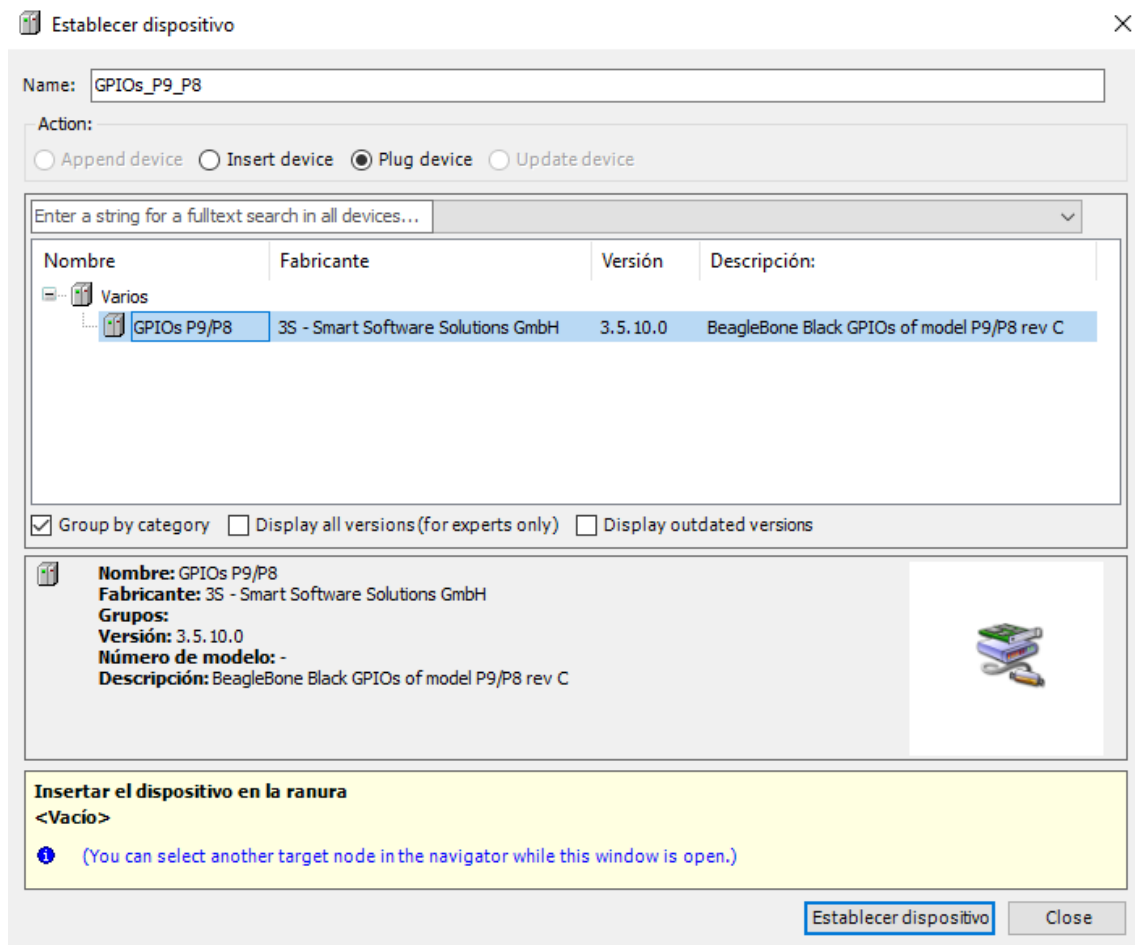 Establecer dispositivo
Name: GPIOs_P9_P8
Action:
Append device Insert device Plug device Update device
Enter a string for a fulltext search in all devices...
Nombre Fabricante Versión Descripción:
Varios
GPIOs P9/P8 3S - Smart Software Solutions GmbH 3.5.10.0 BeagleBone Black GPIOs of model P9/P8 rev C
Group by category Display all versions (for experts only) Display outdated versions
Nombre: GPIOs P9/P8
Fabricante: 3S - Smart Software Solutions GmbH
Grupos:
Versión: 3.5.10.0
Número de modelo: -
Descripción: BeagleBone Black GPIOs of model P9/P8 rev C
Insertar el dispositivo en la ranura
<Vacío>
(You can select another target node in the navigator while this window is open.)
Establecer dispositivo Close